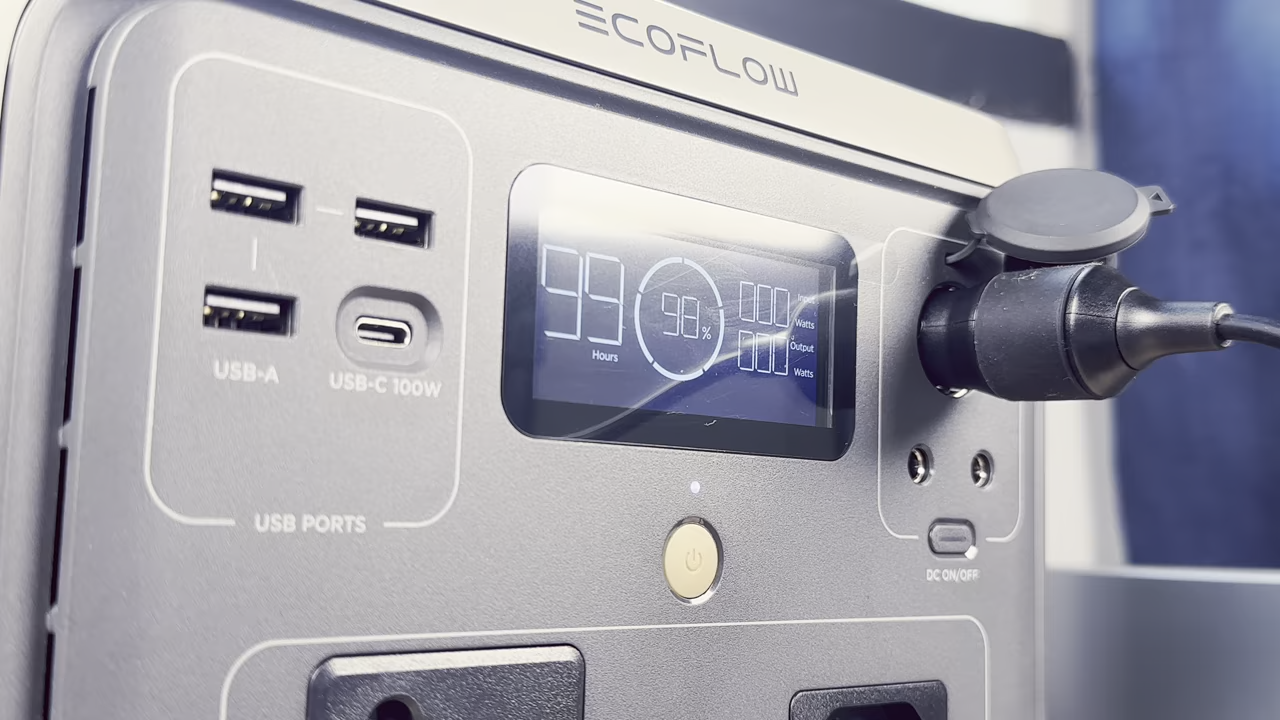 ECOFLOW
99
Hours
98 %
000
Input
Watts
000
Output
Watts
USB-A
USB-C 100W
USB PORTS
DC ON/OFF